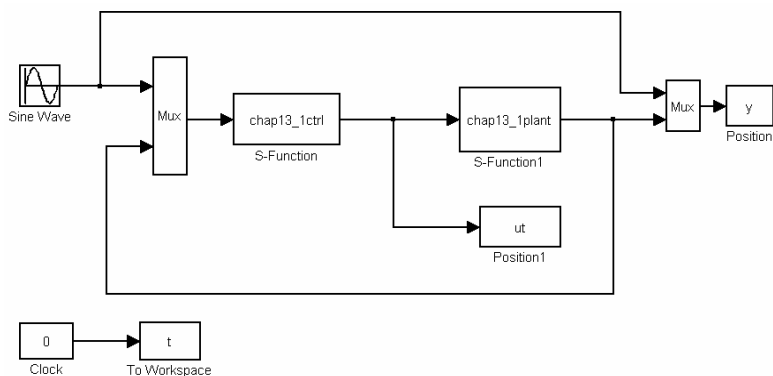 Sine Wave
Mux
chap13_1ctrl
S-Function
chap13_1plant
S-Function1
Mux
y
Position
ut
Position1
0
Clock
t
To Workspace